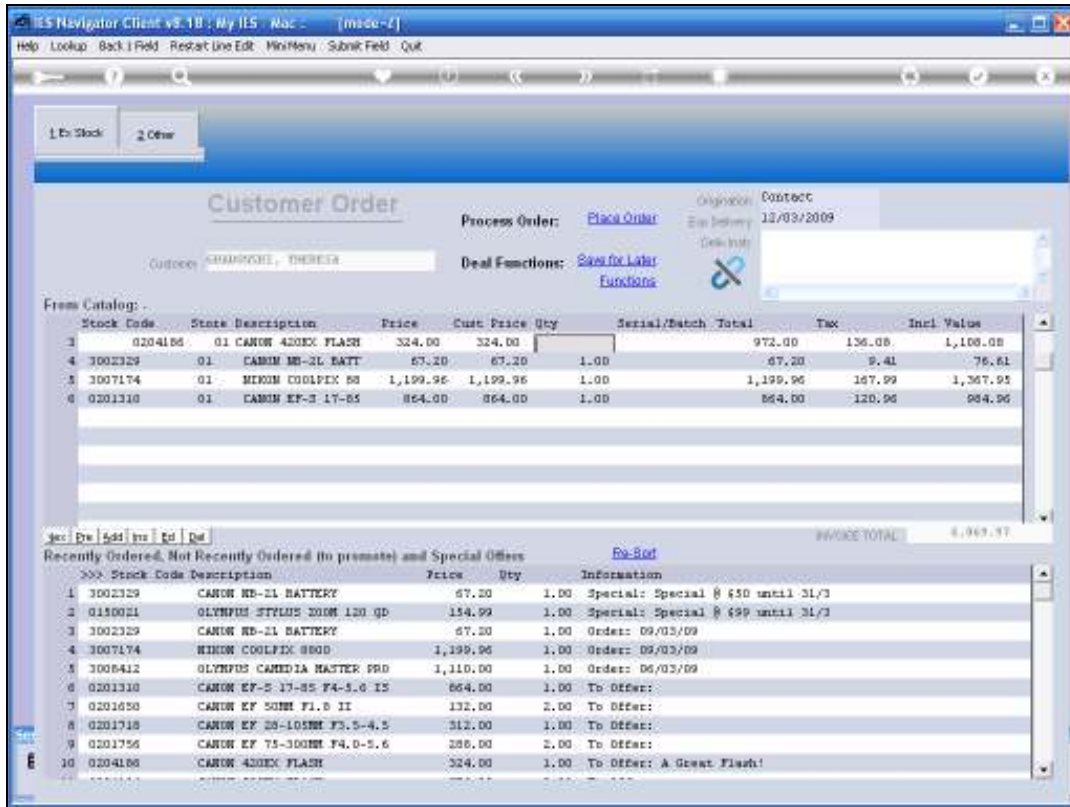 IES Navigator Client v8.18 : My IES
Help Lookup Back 1 Field Restart Line Edit MiniMenu Submit Field Quit
1 Ex Stock 2 Other
Customer Order
Origination Contact
Process Order: Place Order
Exp Delivery 12/03/2009
Customer
Deal Functions: Save for Later
Functions
From Catalog: .
Stock Code Store Description Price Cust Price Qty Serial/Batch Total Tax Incl Value
3 0204186 01 CANON 420EX FLASH 324.00 324.00 972.00 136.08 1,108.08
4 3002329 01 CANON NB-2L BATT 67.20 67.20 1.00 67.20 9.41 76.61
5 3007174 01 NIKON COOLPIX 88 1,199.96 1,199.96 1.00 1,199.96 167.99 1,367.95
6 0201310 01 CANON EF-S 17-85 864.00 864.00 1.00 864.00 120.96 984.96
Pre Add Ins Del
INVOICE TOTAL
Recently Ordered, Not Recently Ordered (to promote) and Special Offers Re-Sort
>>> Stock Code Description Price Qty Information
1 3002329 CANON NB-2L BATTERY 67.20 1.00 Special: Special @ $50 until 31/3
2 0150021 OLYMPUS STYLUS ZOOM 120 QD 154.99 1.00 Special: Special @ $99 until 31/3
3 3002329 CANON NB-2L BATTERY 67.20 1.00 Order: 09/03/09
4 3007174 NIKON COOLPIX 8800 1,199.96 1.00 Order: 09/03/09
5 3008412 OLYMPUS CAMEDIA MASTER PRO 1,110.00 1.00 Order: 06/03/09
6 0201310 CANON EF-S 17-85 F4-5.6 IS 864.00 1.00 To Offer:
7 0201650 CANON EF 50MM F1.8 II 132.00 2.00 To Offer:
8 0201718 CANON EF 28-105MM F3.5-4.5 312.00 1.00 To Offer:
9 0201756 CANON EF 75-300MM F4.0-5.6 288.00 2.00 To Offer:
10 0204186 CANON 420EX FLASH 324.00 1.00 To Offer: A Great Flash!